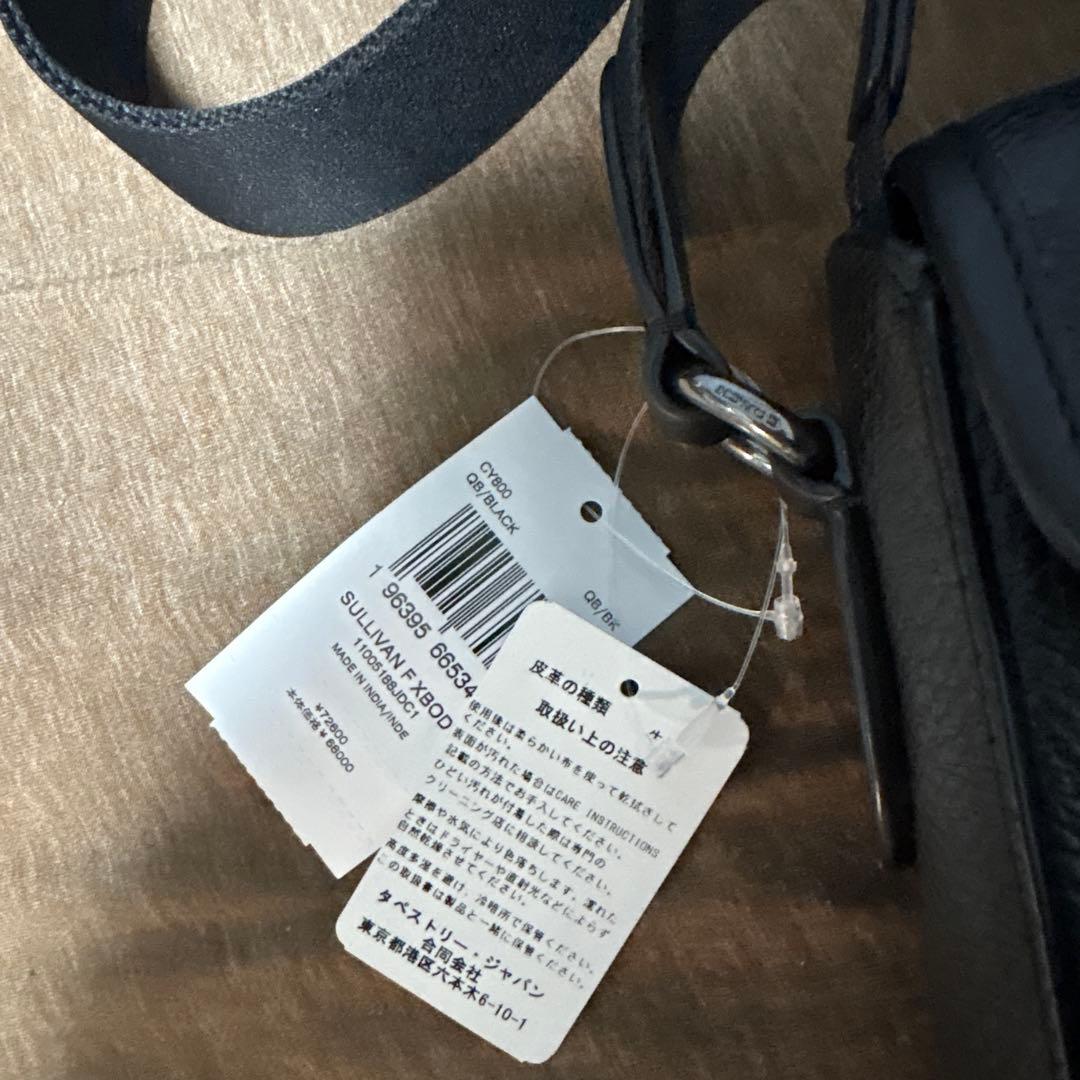 COACH
CY800
QB/BLACK
QB/BK
1 96395 66534
SULLIVAN F XBOD
11005188JDC1
MADE IN INDIA/INDE
¥72600
本体価格¥66000
皮革の種類 牛
取扱い上の注意
使用後は柔らかい布を使って乾拭きして
ください。
表面が汚れた場合はCARE INSTRUCTIONS
記載の方法でお手入してください。
ひどい汚れが付着した際は専門の
クリーニング店に相談してください。
摩擦や水気により色落ちします。濡れた
ときはドライヤーや直射光などによらず
自然乾燥させてください。
高度多湿を避け、冷暗所で保管ください。
この取扱書は製品と一緒に保管ください。
タペストリー・ジャパン
合同会社
東京都港区六本木6-10-1